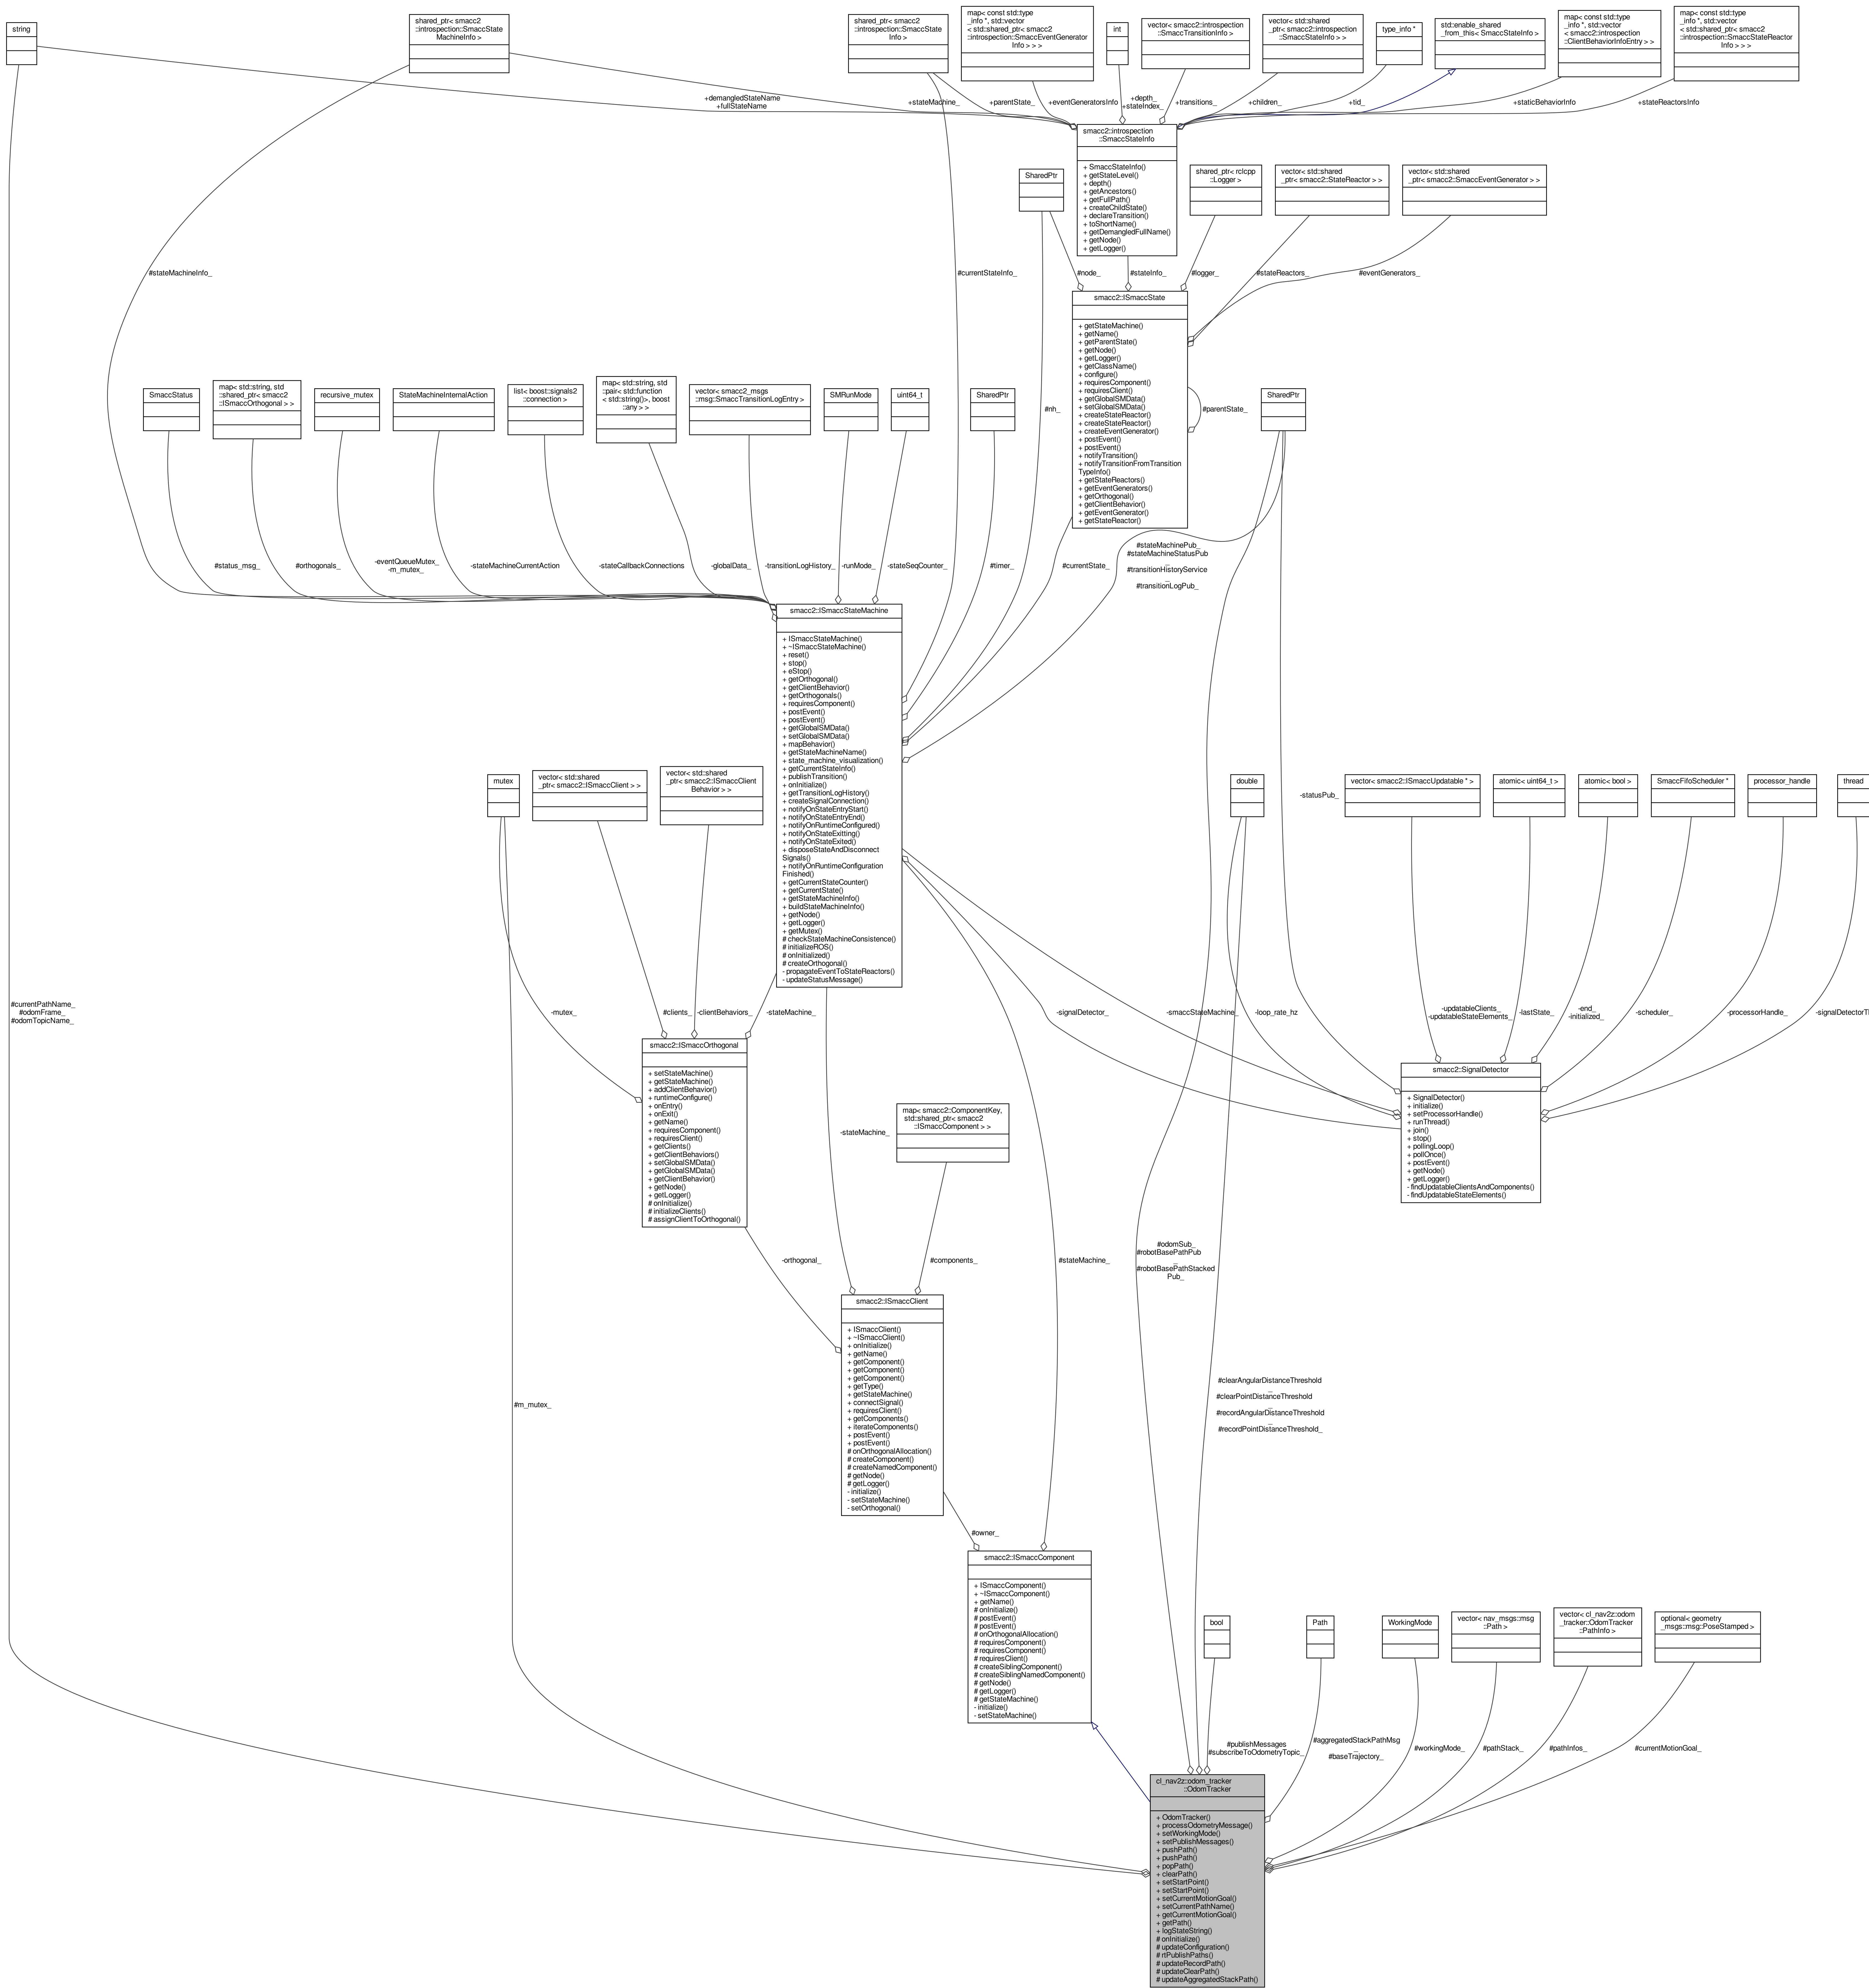 string
shared_ptr< smacc2
::introspection::SmaccState
MachineInfo >
shared_ptr< smacc2
::introspection::SmaccState
Info >
map< const std::type
_info *, std::vector
< std::shared_ptr< smacc2
::introspection::SmaccEventGenerator
Info > > >
int
vector< smacc2::introspection
::SmaccTransitionInfo >
vector< std::shared
_ptr< smacc2::introspection
::SmaccStateInfo > >
type_info *
std::enable_shared
_from_this< SmaccStateInfo >
map< const std::type
_info *, std::vector
< smacc2::introspection
::ClientBehaviorInfoEntry > >
map< const std::type
_info *, std::vector
< std::shared_ptr< smacc2
::introspection::SmaccStateReactor
Info > > >
+demangledStateName
+fullStateName
+stateMachine_
+parentState_
+eventGeneratorsInfo
+depth_
+stateIndex_
+transitions_
+children_
+tid_
+staticBehaviorInfo
+stateReactorsInfo
smacc2::introspection
::SmaccStateInfo
+ SmaccStateInfo()
+ getStateLevel()
+ depth()
+ getAncestors()
+ getFullPath()
+ createChildState()
+ declareTransition()
+ toShortName()
+ getDemangledFullName()
+ getNode()
+ getLogger()
SharedPtr
shared_ptr< rclcpp
::Logger >
vector< std::shared
_ptr< smacc2::StateReactor > >
vector< std::shared
_ptr< smacc2::SmaccEventGenerator > >
#stateMachineInfo_
#currentStateInfo_
#node_
#stateInfo_
#logger_
#stateReactors_
#eventGenerators_
smacc2::ISmaccState
+ getStateMachine()
+ getName()
+ getParentState()
+ getNode()
+ getLogger()
+ getClassName()
+ configure()
+ requiresComponent()
+ requiresClient()
+ getGlobalSMData()
+ setGlobalSMData()
+ createStateReactor()
+ createStateReactor()
+ createEventGenerator()
+ postEvent()
+ postEvent()
+ notifyTransition()
+ notifyTransitionFromTransition
TypeInfo()
+ getStateReactors()
+ getEventGenerators()
+ getOrthogonal()
+ getClientBehavior()
+ getEventGenerator()
+ getStateReactor()
#parentState_
SmaccStatus
map< std::string, std
::shared_ptr< smacc2
::ISmaccOrthogonal > >
recursive_mutex
StateMachineInternalAction
list< boost::signals2
::connection >
map< std::string, std
::pair< std::function
< std::string()>, boost
::any > >
vector< smacc2_msgs
::msg::SmaccTransitionLogEntry >
SMRunMode
uint64_t
SharedPtr
#nh_
SharedPtr
#status_msg_
#orthogonals_
-eventQueueMutex_
-m_mutex_
-stateMachineCurrentAction
-stateCallbackConnections
-globalData_
-transitionLogHistory_
-runMode_
-stateSeqCounter_
#timer_
#currentState_
#stateMachinePub_
#stateMachineStatusPub
_
#transitionHistoryService
_
#transitionLogPub_
smacc2::ISmaccStateMachine
+ ISmaccStateMachine()
+ ~ISmaccStateMachine()
+ reset()
+ stop()
+ eStop()
+ getOrthogonal()
+ getClientBehavior()
+ getOrthogonals()
+ requiresComponent()
+ postEvent()
+ postEvent()
+ getGlobalSMData()
+ setGlobalSMData()
+ mapBehavior()
+ getStateMachineName()
+ state_machine_visualization()
+ getCurrentStateInfo()
+ publishTransition()
+ onInitialize()
+ getTransitionLogHistory()
+ createSignalConnection()
+ notifyOnStateEntryStart()
+ notifyOnStateEntryEnd()
+ notifyOnRuntimeConfigured()
+ notifyOnStateExitting()
+ notifyOnStateExited()
+ disposeStateAndDisconnect
Signals()
+ notifyOnRuntimeConfiguration
Finished()
+ getCurrentStateCounter()
+ getCurrentState()
+ getStateMachineInfo()
+ buildStateMachineInfo()
+ getNode()
+ getLogger()
+ getMutex()
# checkStateMachineConsistence()
# initializeROS()
# onInitialized()
# createOrthogonal()
- propagateEventToStateReactors()
- updateStatusMessage()
mutex
vector< std::shared
_ptr< smacc2::ISmaccClient > >
vector< std::shared
_ptr< smacc2::ISmaccClient
Behavior > >
double
-statusPub_
vector< smacc2::ISmaccUpdatable * >
atomic< uint64_t >
atomic< bool >
SmaccFifoScheduler *
processor_handle
thread
#currentPathName_
#odomFrame_
#odomTopicName_
-mutex_
#clients_
-clientBehaviors_
-stateMachine_
-signalDetector_
-smaccStateMachine_
-loop_rate_hz
-updatableClients_
-updatableStateElements_
-lastState_
-end_
-initialized_
-scheduler_
-processorHandle_
-signalDetectorT
smacc2::ISmaccOrthogonal
+ setStateMachine()
+ getStateMachine()
+ addClientBehavior()
+ runtimeConfigure()
+ onEntry()
+ onExit()
+ getName()
+ requiresComponent()
+ requiresClient()
+ getClients()
+ getClientBehaviors()
+ setGlobalSMData()
+ getGlobalSMData()
+ getClientBehavior()
+ getNode()
+ getLogger()
# onInitialize()
# initializeClients()
# assignClientToOrthogonal()
smacc2::SignalDetector
+ SignalDetector()
+ initialize()
+ setProcessorHandle()
+ runThread()
+ join()
+ stop()
+ pollingLoop()
+ pollOnce()
+ postEvent()
+ getNode()
+ getLogger()
- findUpdatableClientsAndComponents()
- findUpdatableStateElements()
-stateMachine_
map< smacc2::ComponentKey,
std::shared_ptr< smacc2
::ISmaccComponent > >
-orthogonal_
#components_
#stateMachine_
#odomSub_
#robotBasePathPub
_
#robotBasePathStacked
Pub_
smacc2::ISmaccClient
+ ISmaccClient()
+ ~ISmaccClient()
+ onInitialize()
+ getName()
+ getComponent()
+ getComponent()
+ getComponent()
+ getType()
+ getStateMachine()
+ connectSignal()
+ requiresClient()
+ getComponents()
+ iterateComponents()
+ postEvent()
+ postEvent()
# onOrthogonalAllocation()
# createComponent()
# createNamedComponent()
# getNode()
# getLogger()
- initialize()
- setStateMachine()
- setOrthogonal()
#m_mutex_
#clearAngularDistanceThreshold
_
#clearPointDistanceThreshold
_
#recordAngularDistanceThreshold
_
#recordPointDistanceThreshold_
#owner_
smacc2::ISmaccComponent
+ ISmaccComponent()
+ ~ISmaccComponent()
+ getName()
# onInitialize()
# postEvent()
# postEvent()
# onOrthogonalAllocation()
# requiresComponent()
# requiresComponent()
# requiresClient()
# createSiblingComponent()
# createSiblingNamedComponent()
# getNode()
# getLogger()
# getStateMachine()
- initialize()
- setStateMachine()
bool
Path
WorkingMode
vector< nav_msgs::msg
::Path >
vector< cl_nav2z::odom
_tracker::OdomTracker
::PathInfo >
optional< geometry
_msgs::msg::PoseStamped >
#publishMessages
#subscribeToOdometryTopic_
#aggregatedStackPathMsg
_
#baseTrajectory_
#workingMode_
#pathStack_
#pathInfos_
#currentMotionGoal_
cl_nav2z::odom_tracker
::OdomTracker
+ OdomTracker()
+ processOdometryMessage()
+ setWorkingMode()
+ setPublishMessages()
+ pushPath()
+ pushPath()
+ popPath()
+ clearPath()
+ setStartPoint()
+ setStartPoint()
+ setCurrentMotionGoal()
+ setCurrentPathName()
+ getCurrentMotionGoal()
+ getPath()
+ logStateString()
# onInitialize()
# updateConfiguration()
# rtPublishPaths()
# updateRecordPath()
# updateClearPath()
# updateAggregatedStackPath()